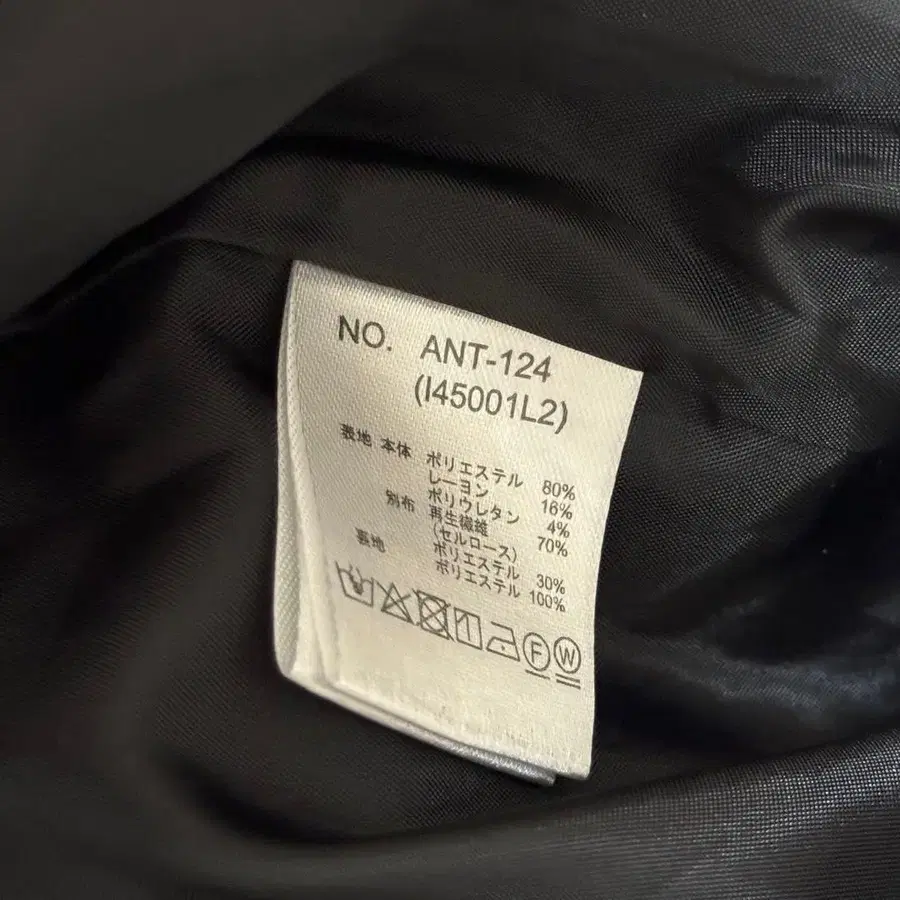 NO. ANT-124
(I45001L2)
表地 本体 ポリエステル 80%
レーヨン 16%
ポリウレタン 4%
別布 再生繊維 70%
(セルロース)
ポリエステル 30%
裏地 ポリエステル 100%
F W